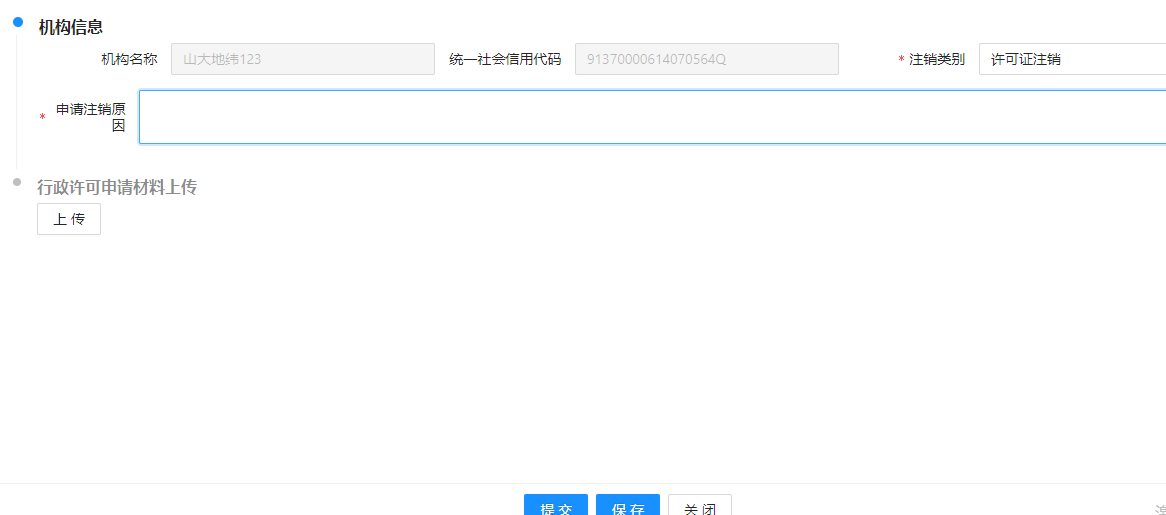 机构信息
机构名称 山大地纬123 统一社会信用代码 91370000614070564Q * 注销类别 许可证注销
* 申请注销原
因
行政许可申请材料上传
上 传
提 交 保 存 关 闭